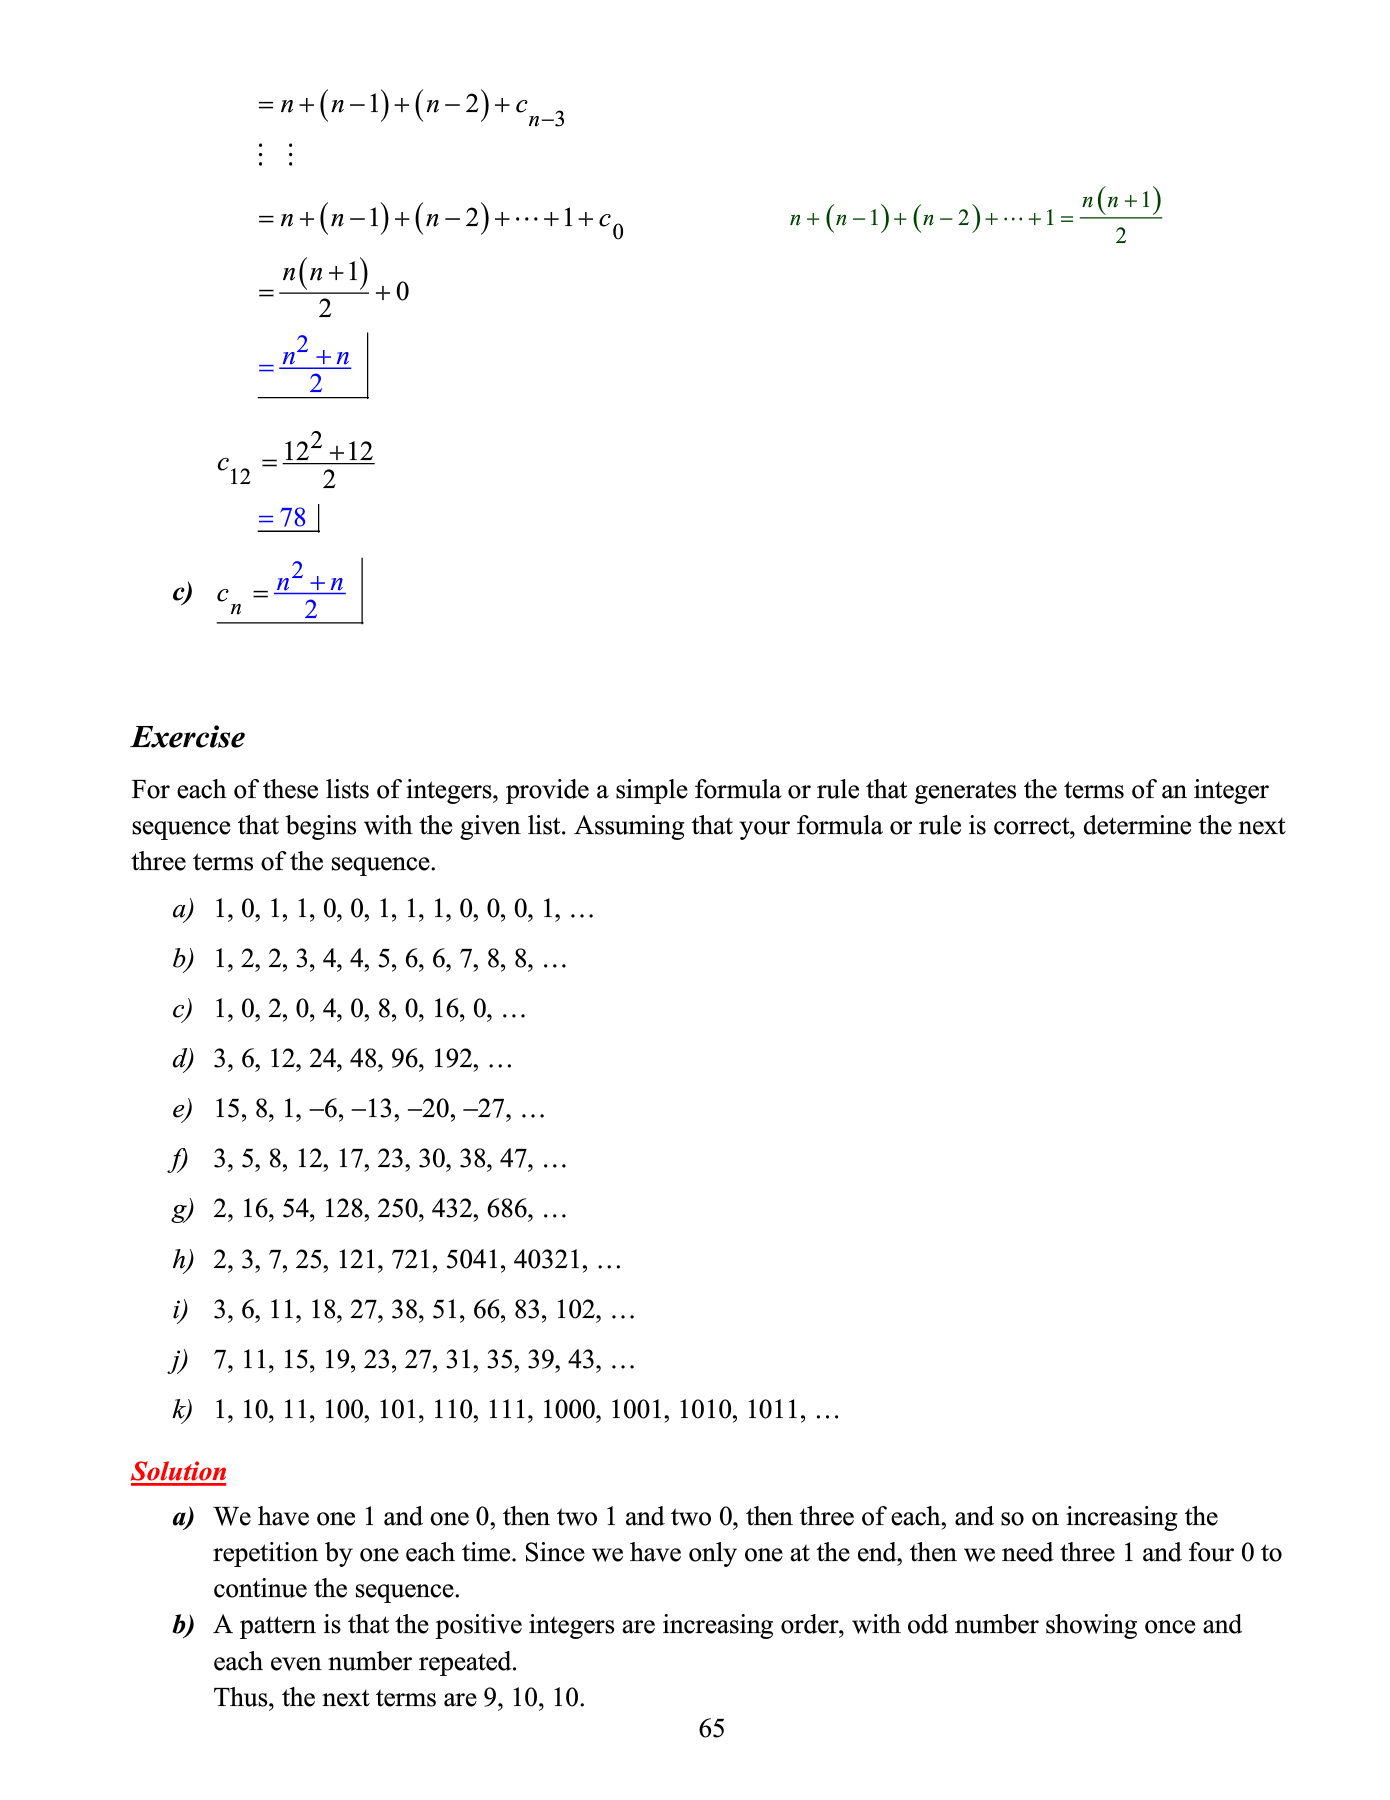 = n + (n − 1) + (n − 2) + c_{n−3}
⋮ ⋮
= n + (n − 1) + (n − 2) + ⋯ + 1 + c_0 n + (n − 1) + (n − 2) + ⋯ + 1 = \frac{n(n + 1)}{2}
= \frac{n(n + 1)}{2} + 0
= \frac{n^2 + n}{2}
c_{12} = \frac{12^2 + 12}{2}
= 78
c) c_n = \frac{n^2 + n}{2}
Exercise
For each of these lists of integers, provide a simple formula or rule that generates the terms of an integer
sequence that begins with the given list. Assuming that your formula or rule is correct, determine the next
three terms of the sequence.
a) 1, 0, 1, 1, 0, 0, 1, 1, 1, 0, 0, 0, 1, …
b) 1, 2, 2, 3, 4, 4, 5, 6, 6, 7, 8, 8, …
c) 1, 0, 2, 0, 4, 0, 8, 0, 16, 0, …
d) 3, 6, 12, 24, 48, 96, 192, …
e) 15, 8, 1, –6, –13, –20, –27, …
f) 3, 5, 8, 12, 17, 23, 30, 38, 47, …
g) 2, 16, 54, 128, 250, 432, 686, …
h) 2, 3, 7, 25, 121, 721, 5041, 40321, …
i) 3, 6, 11, 18, 27, 38, 51, 66, 83, 102, …
j) 7, 11, 15, 19, 23, 27, 31, 35, 39, 43, …
k) 1, 10, 11, 100, 101, 110, 111, 1000, 1001, 1010, 1011, …
Solution
a) We have one 1 and one 0, then two 1 and two 0, then three of each, and so on increasing the
repetition by one each time. Since we have only one at the end, then we need three 1 and four 0 to
continue the sequence.
b) A pattern is that the positive integers are increasing order, with odd number showing once and
each even number repeated.
Thus, the next terms are 9, 10, 10.
65